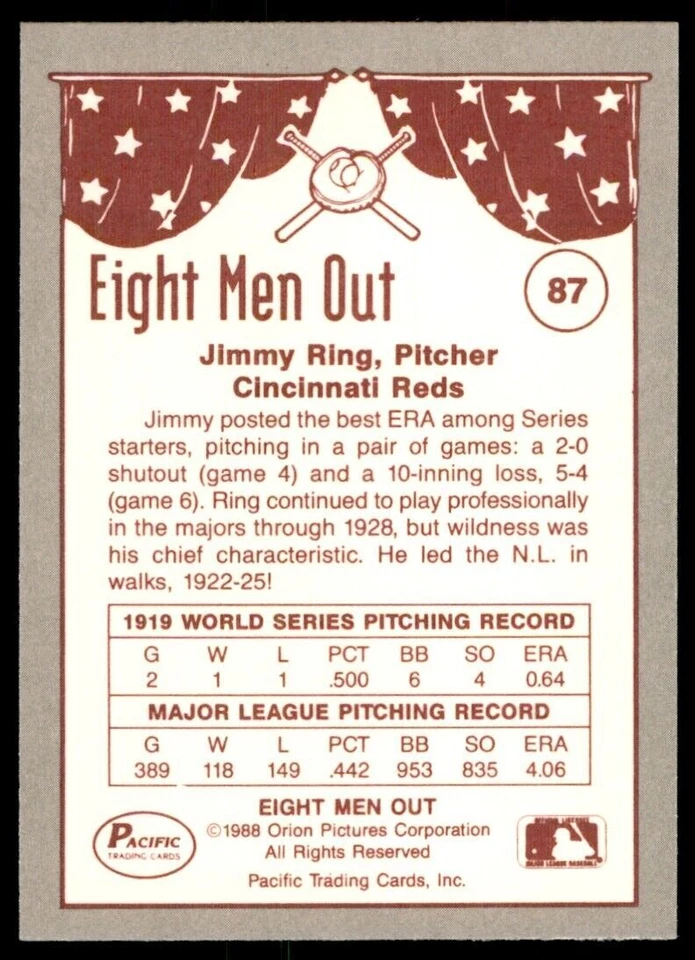 Eight Men Out
87
Jimmy Ring, Pitcher
Cincinnati Reds
Jimmy posted the best ERA among Series
starters, pitching in a pair of games: a 2-0
shutout (game 4) and a 10-inning loss, 5-4
(game 6). Ring continued to play professionally
in the majors through 1928, but wildness was
his chief characteristic. He led the N.L. in
walks, 1922-25!
1919 WORLD SERIES PITCHING RECORD
G W L PCT BB SO ERA
2 1 1 .500 6 4 0.64
MAJOR LEAGUE PITCHING RECORD
G W L PCT BB SO ERA
389 118 149 .442 953 835 4.06
EIGHT MEN OUT
©1988 Orion Pictures Corporation
All Rights Reserved
Pacific Trading Cards, Inc.
PACIFIC
TRADING CARDS
OFFICIAL LICENSEE
MAJOR LEAGUE BASEBALL